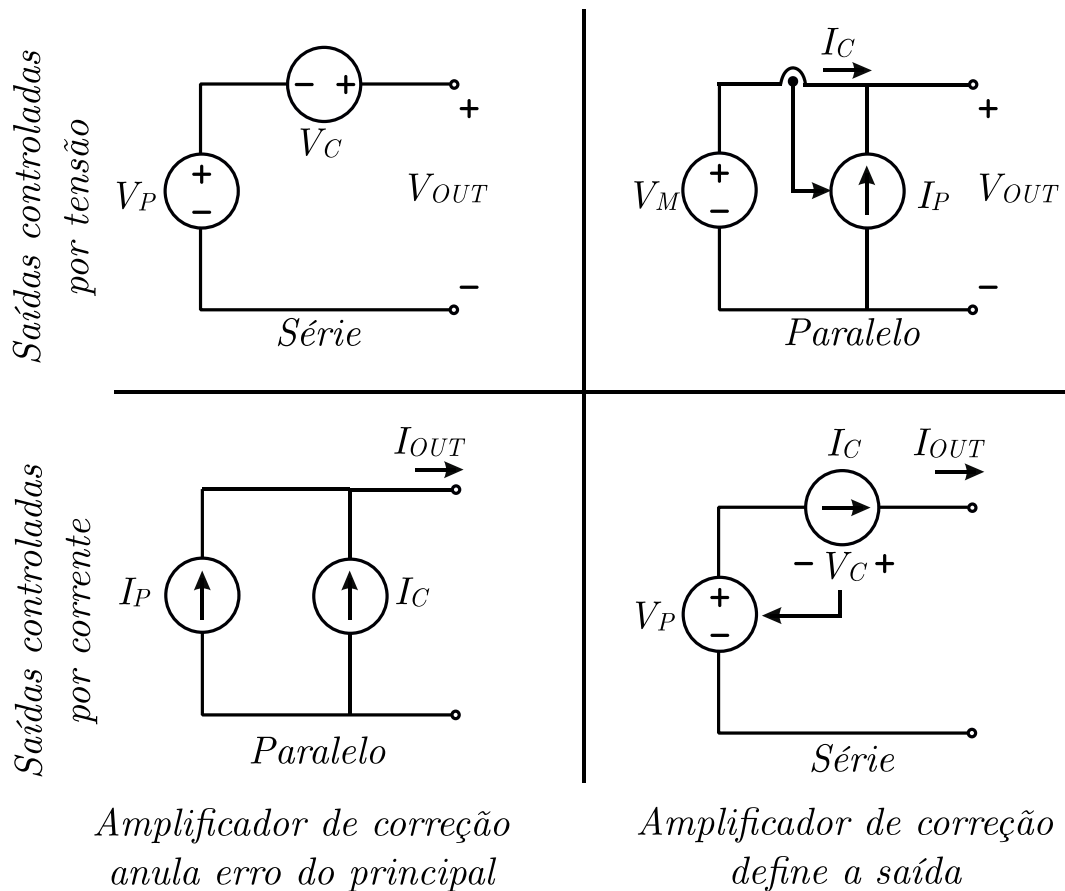 Saídas controladas
por tensão
V_P
V_C
V_OUT
Série
I_C
V_M
I_P
V_OUT
Paralelo
Saídas controladas
por corrente
I_OUT
I_P
I_C
Paralelo
I_C
I_OUT
- V_C +
V_P
Série
Amplificador de correção
anula erro do principal
Amplificador de correção
define a saída